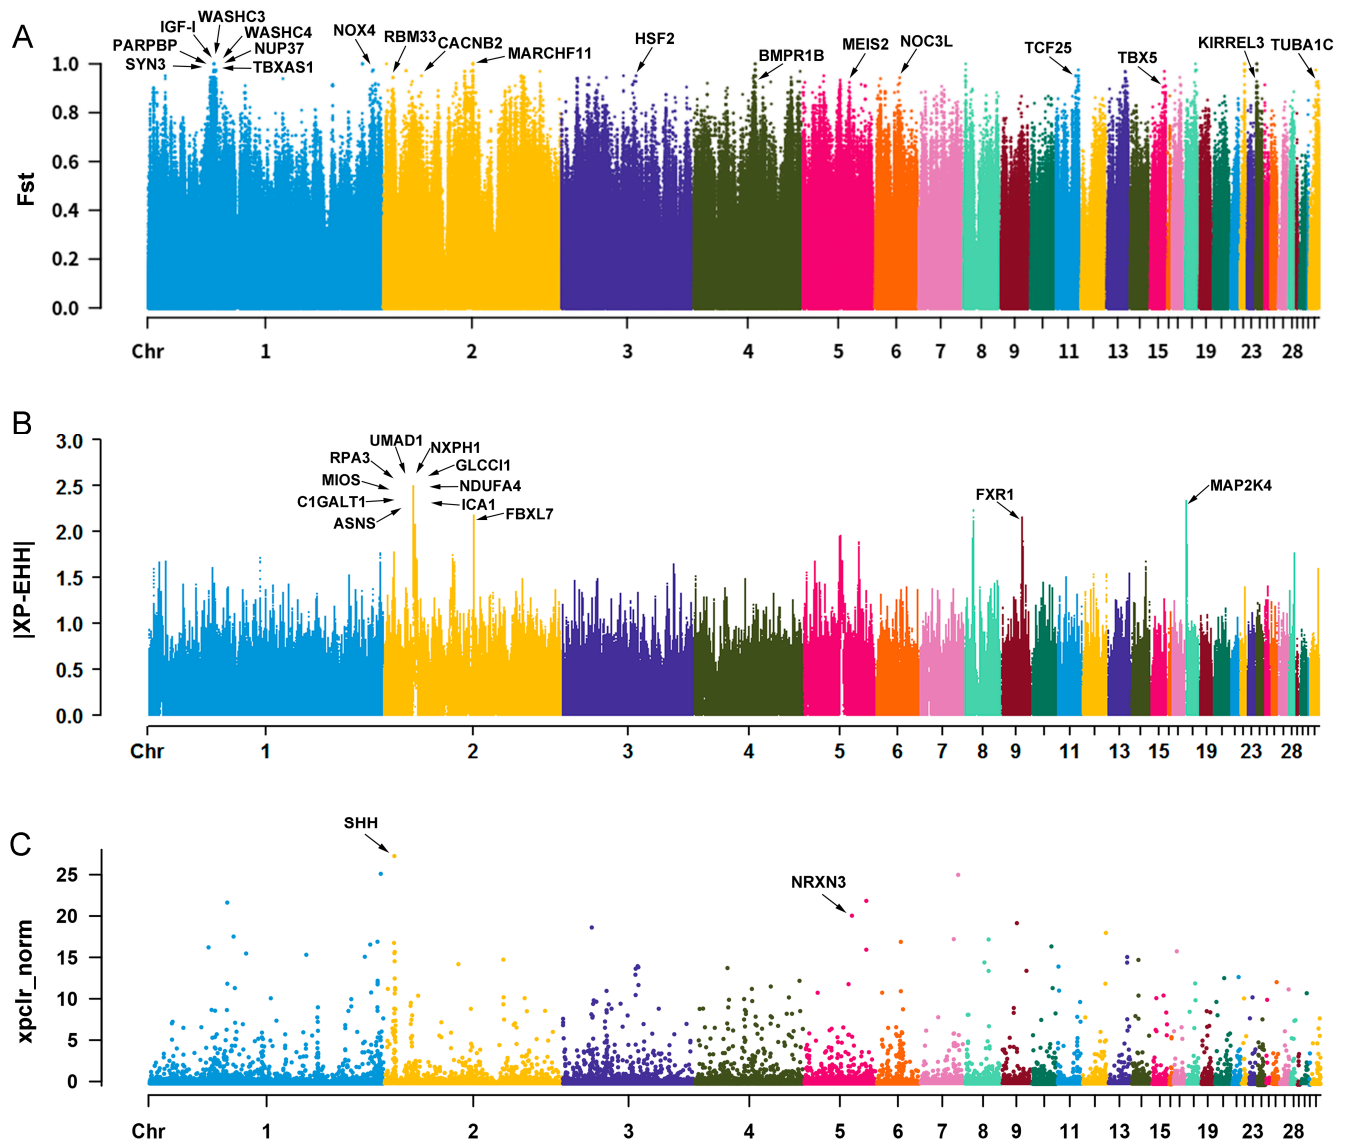 A
WASHC3
IGF-I
WASHC4
PARPBP
NUP37
SYN3
TBXAS1
NOX4
RBM33
CACNB2
MARCHF11
HSF2
BMPR1B
MEIS2
NOC3L
TCF25
TBX5
KIRREL3
TUBA1C
Fst
1.0
0.8
0.6
0.4
0.2
0.0
Chr 1 2 3 4 5 6 7 8 9 11 13 15 19 23 28
B
UMAD1
NXPH1
RPA3
GLCCI1
MIOS
NDUFA4
C1GALT1
ICA1
ASNS
FBXL7
FXR1
MAP2K4
|XP-EHH|
3.0
2.5
2.0
1.5
1.0
0.5
0.0
Chr 1 2 3 4 5 6 7 8 9 11 13 15 19 23 28
C
SHH
NRXN3
xpclr_norm
25
20
15
10
5
0
Chr 1 2 3 4 5 6 7 8 9 11 13 15 19 23 28